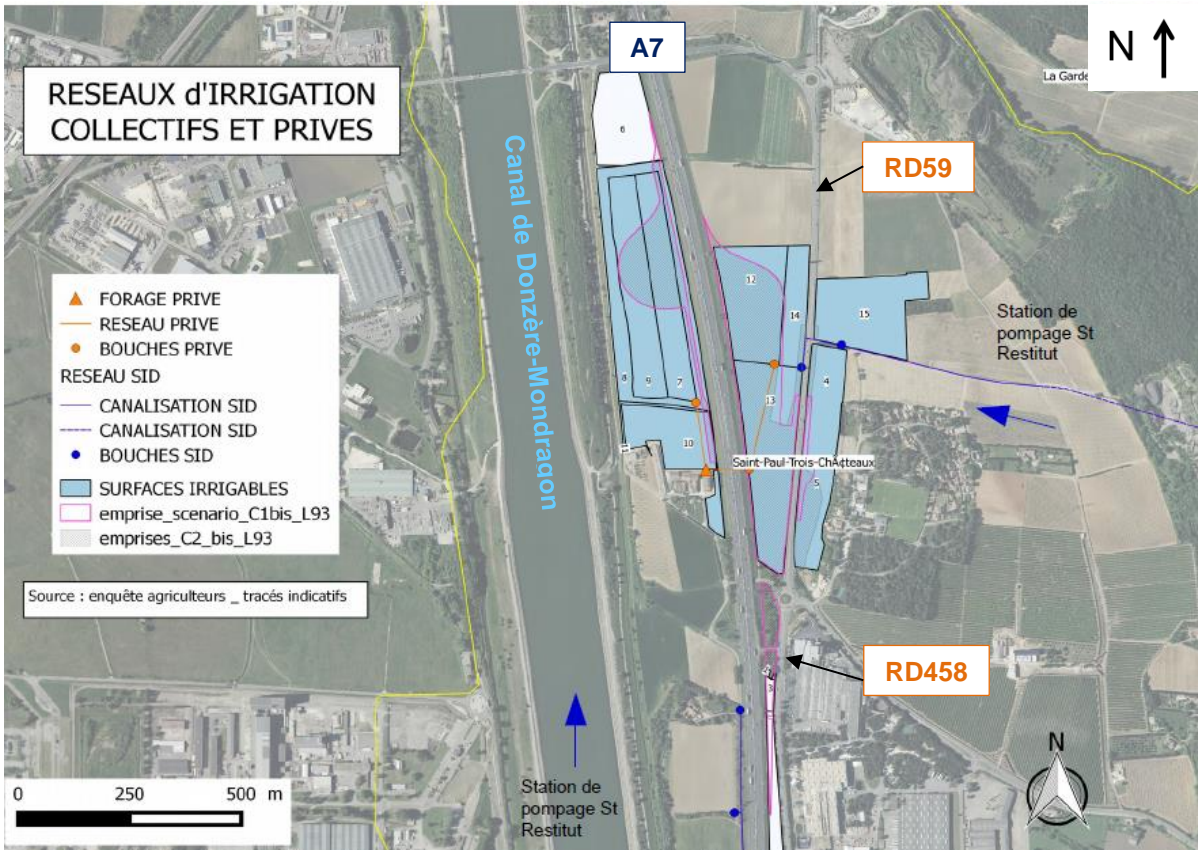 A7
N
La Garde
RESEAUX d'IRRIGATION
COLLECTIFS ET PRIVES
6
Canal de Donzère-Mondragon
RD59
FORAGE PRIVE
RESEAU PRIVE
BOUCHES PRIVE
RESEAU SID
CANALISATION SID
CANALISATION SID
BOUCHES SID
SURFACES IRRIGABLES
emprise_scenario_C1bis_L93
emprises_C2_bis_L93
Source : enquête agriculteurs _ tracés indicatifs
12
14
15
Station de
pompage St
Restitut
8
9
7
4
13
11
10
Saint-Paul-Trois-ChÃ¢teaux
5
RD458
3
N
0 250 500 m
Station de
pompage St
Restitut